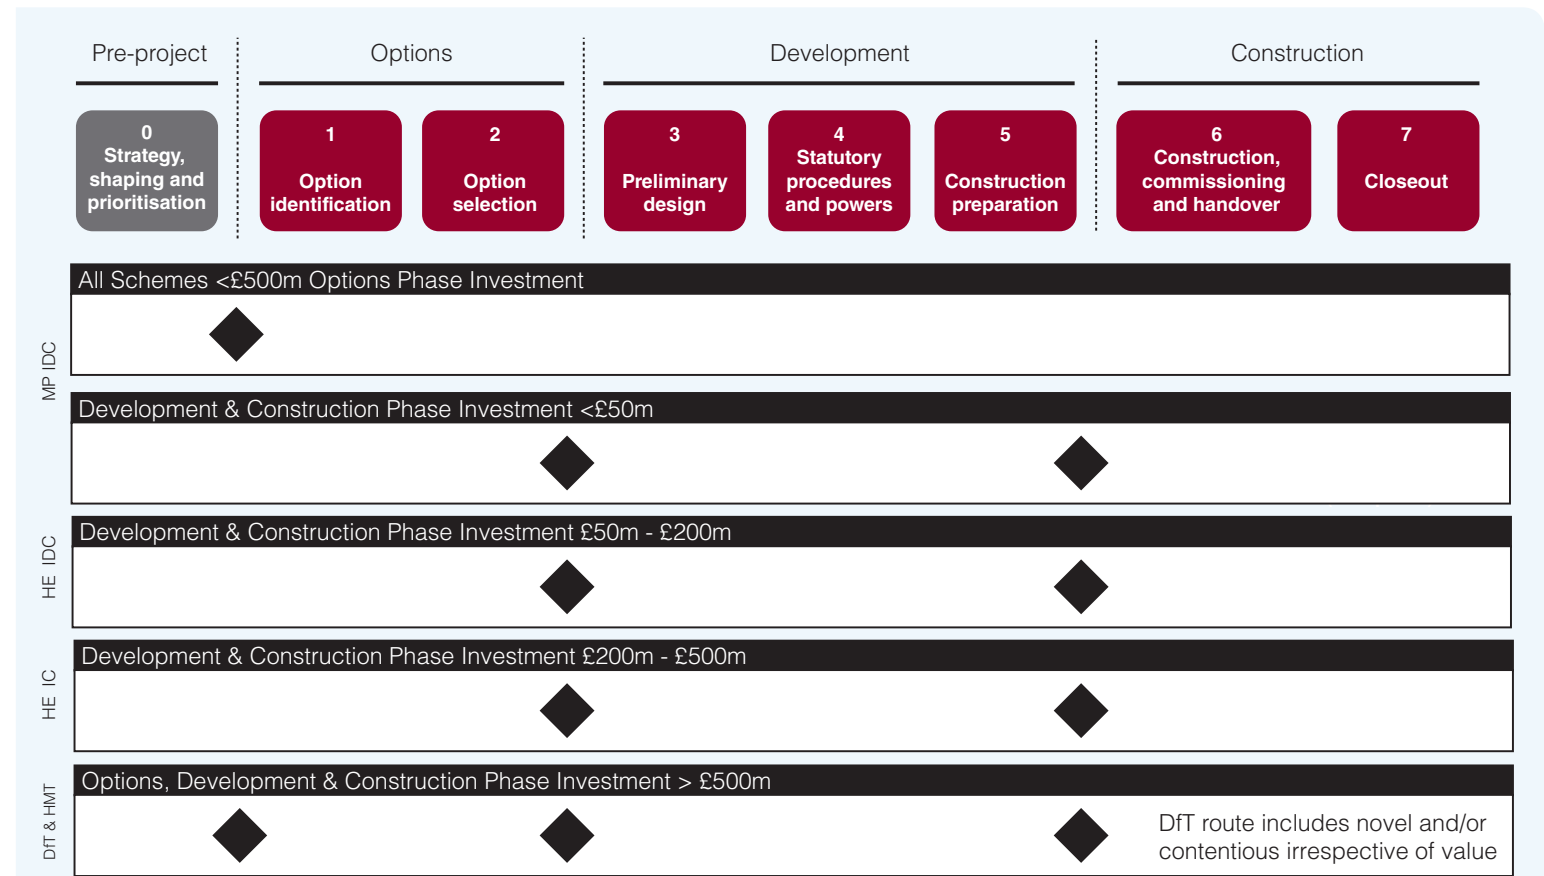 Pre-project
Options
Development
Construction
0
Strategy,
shaping and
prioritisation
1
Option
identification
2
Option
selection
3
Preliminary
design
4
Statutory
procedures
and powers
5
Construction
preparation
6
Construction,
commissioning
and handover
7
Closeout
MP IDC
All Schemes <£500m Options Phase Investment
Development & Construction Phase Investment <£50m
HE IDC
Development & Construction Phase Investment £50m - £200m
HE IC
Development & Construction Phase Investment £200m - £500m
DfT & HMT
Options, Development & Construction Phase Investment > £500m
DfT route includes novel and/or
contentious irrespective of value